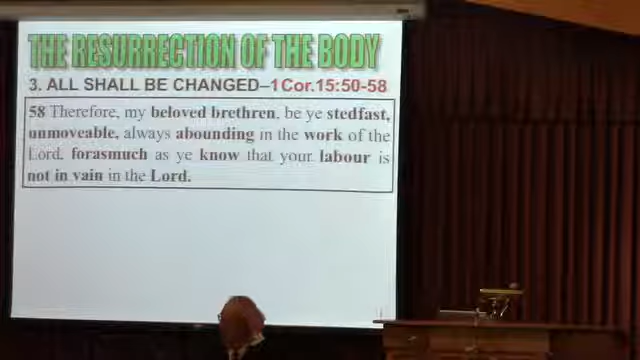 THE RESURRECTION OF THE BODY
3. ALL SHALL BE CHANGED–1Cor.15:50-58
58 Therefore, my beloved brethren, be ye stedfast,
unmoveable, always abounding in the work of the
Lord, forasmuch as ye know that your labour is
not in vain in the Lord.